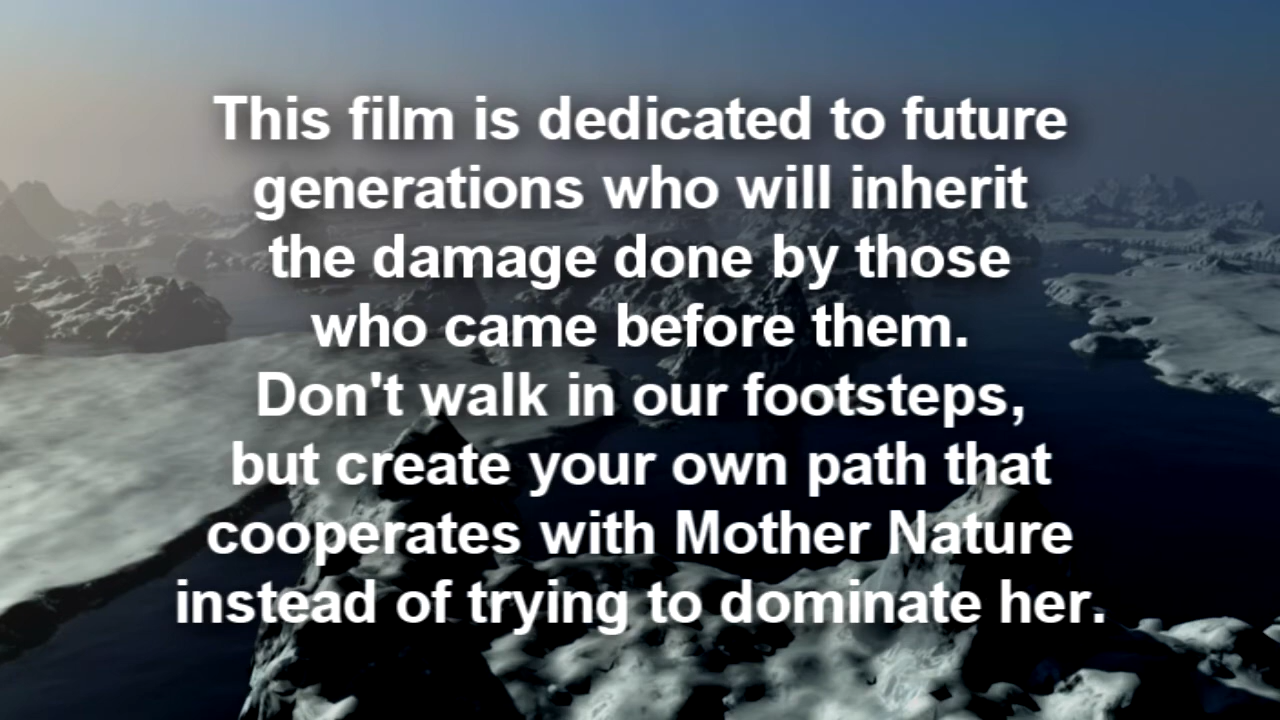 This film is dedicated to future
generations who will inherit
the damage done by those
who came before them.
Don't walk in our footsteps,
but create your own path that
cooperates with Mother Nature
instead of trying to dominate her.